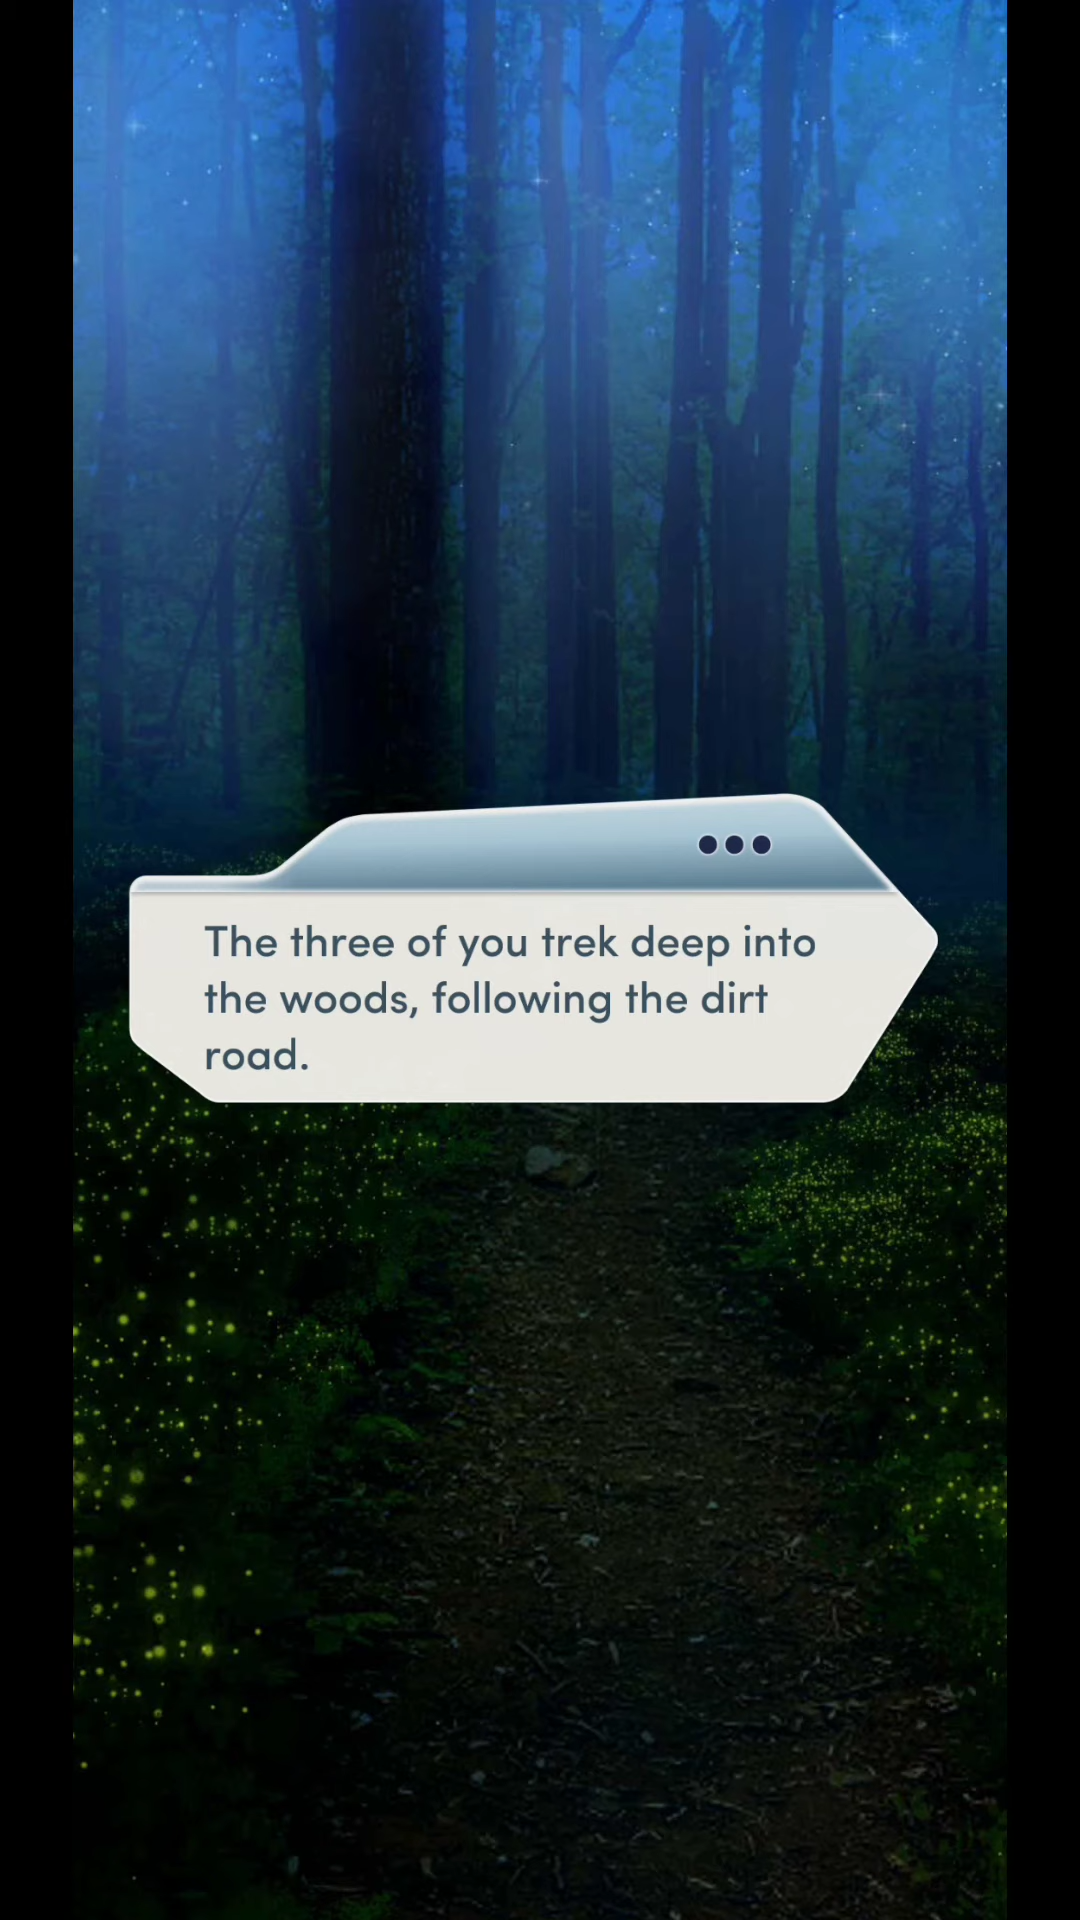 The three of you trek deep into
the woods, following the dirt
road.